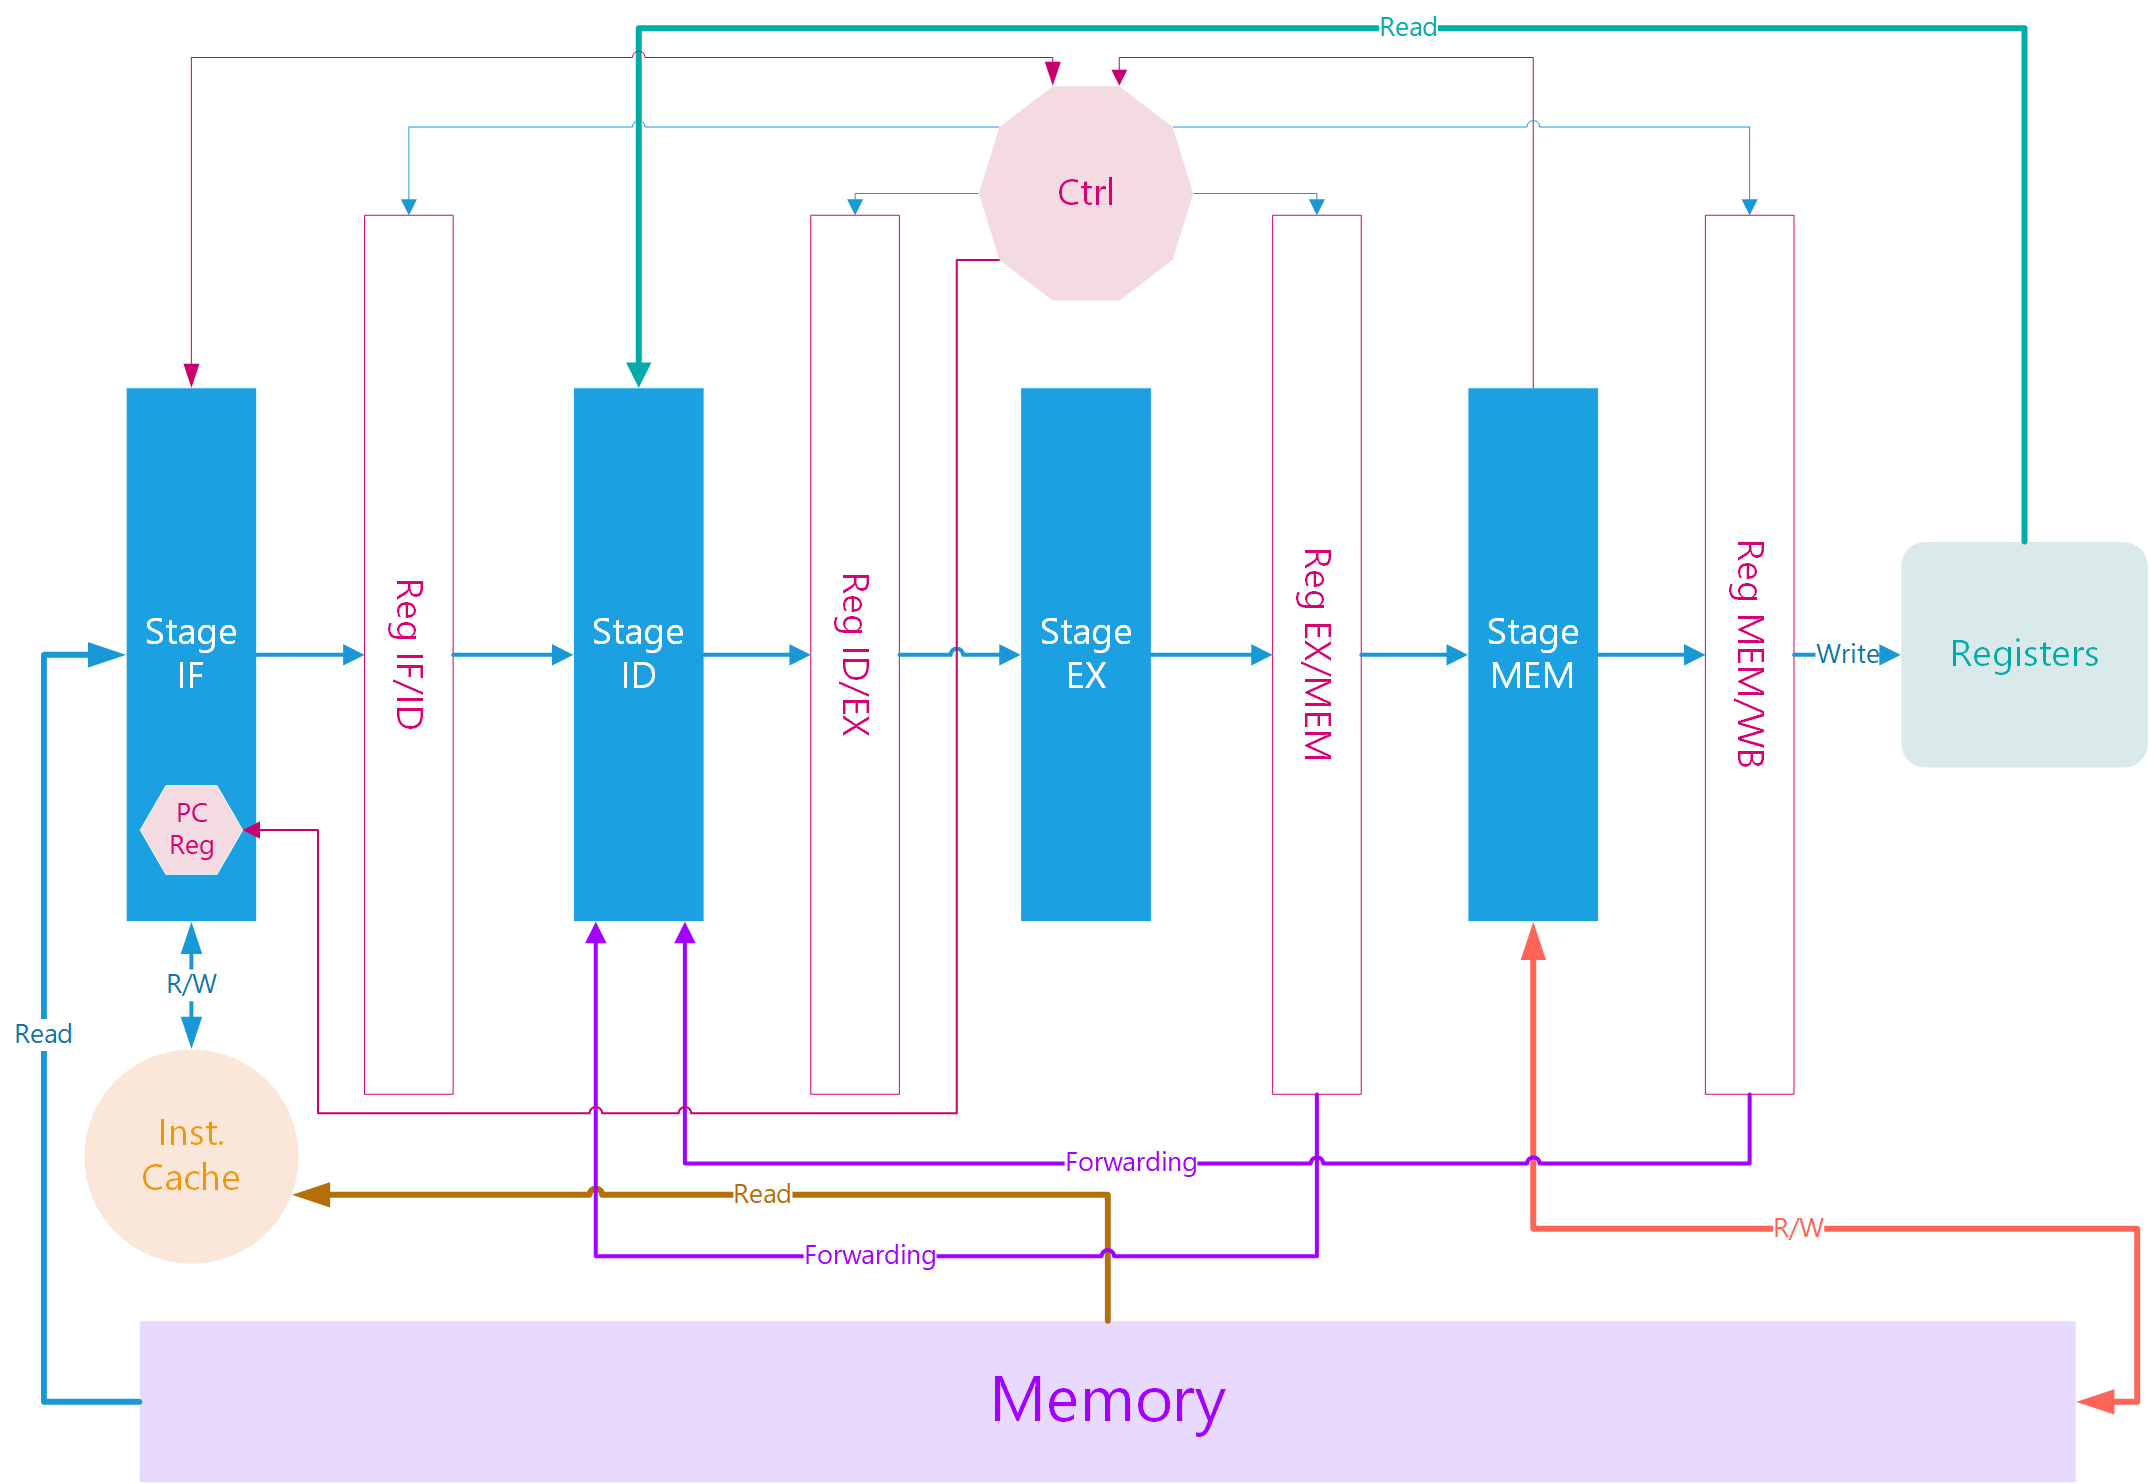 Read
Ctrl
Stage
IF
Reg IF/ID
Stage
ID
Reg ID/EX
Stage
EX
Reg EX/MEM
Stage
MEM
Reg MEM/WB
Write
Registers
PC
Reg
R/W
Read
Inst.
Cache
Forwarding
Read
R/W
Forwarding
Memory